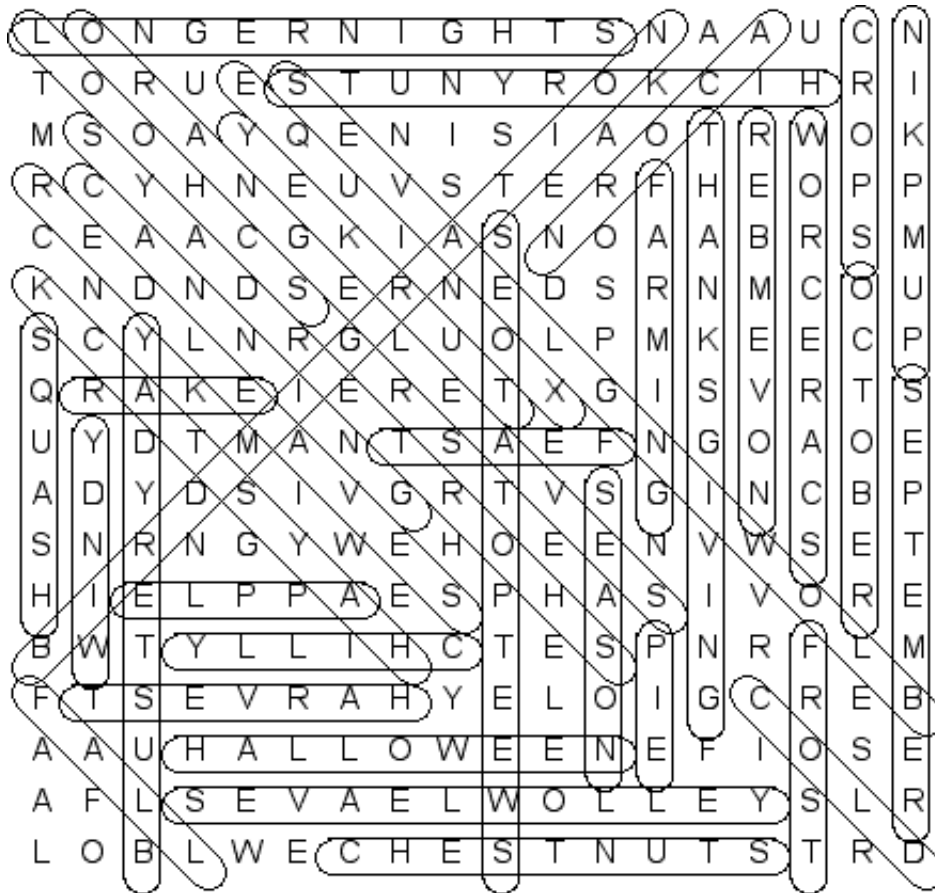 L O N G E R N I G H T S N A A U C N
T O R U E S T U N Y R O K C I H R I
M S O A Y Q E N I S I A O T R W O K
R C Y H N E U V S T E R F H E O P P
C E A A C G K I A S N O A A B R S M
K N D N D S E R N E D S R N M C O U
S C Y L N R G L U O L P M K E E C P
Q R A K E I E R E T X G I S V R T S
U Y D T M A N T S A E F N G O A O E
A D Y D S I V G R T V S G I N C B P
S N R N G Y W E H O E E N V W S E T
H I E L P P A E S P H A S I V O R E
B W T Y L L I H C T E S P N R F L M
F T S E V R A H Y E L O I G C R E B
A A U H A L L O W E E N E F I O S E
A F L S E V A E L W O L L E Y S L R
L O B L W E C H E S T N U T S T R D